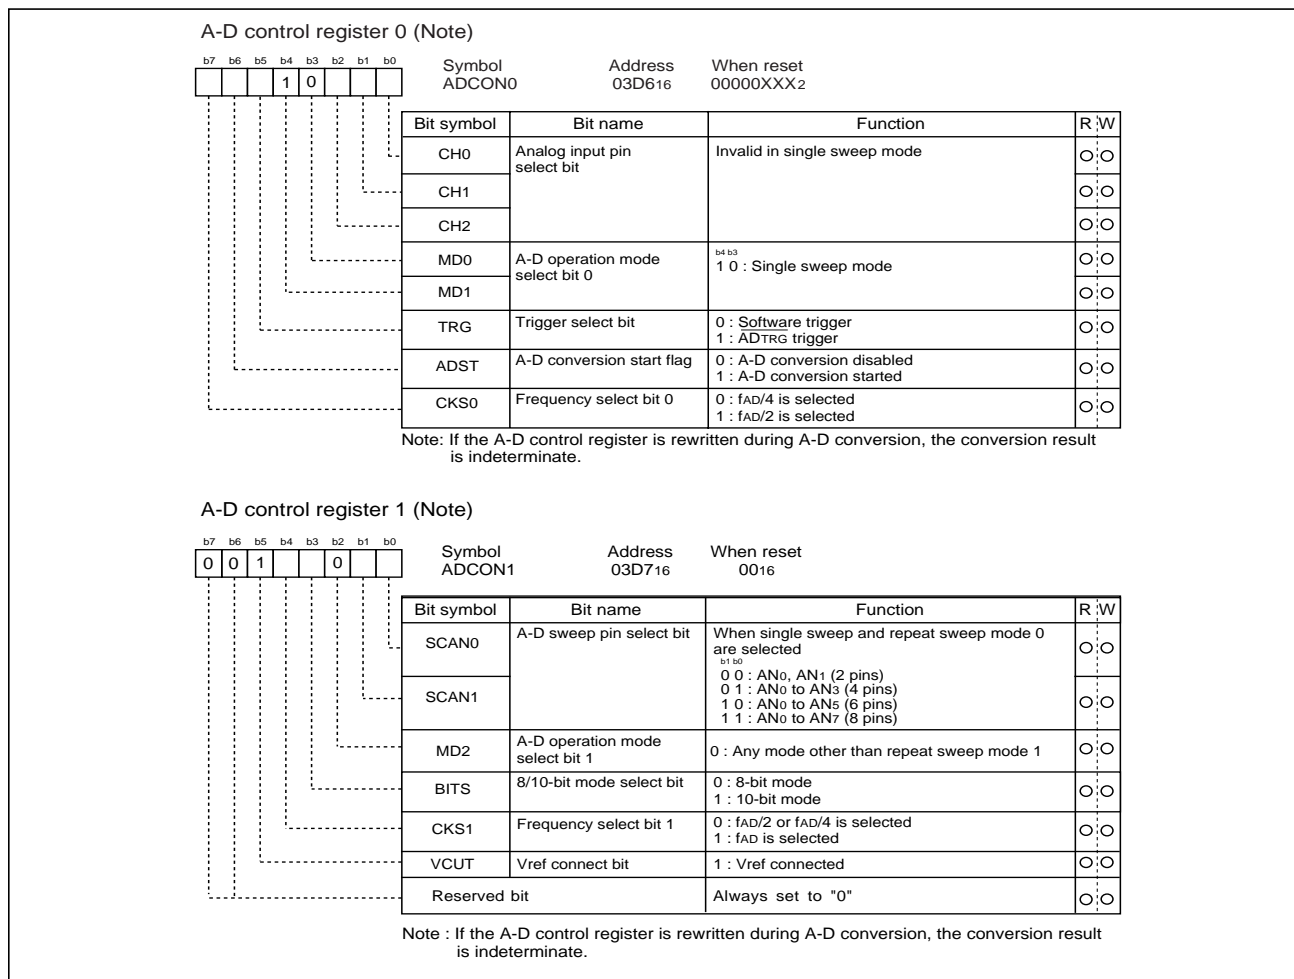 A-D control register 0 (Note)
b7 b6 b5 b4 b3 b2 b1 b0
1 0
Symbol Address When reset
ADCON0 03D616 00000XXX2
Bit symbol Bit name Function R W
CH0 Analog input pin select bit Invalid in single sweep mode
CH1
CH2
MD0 A-D operation mode select bit 0 b4 b3
1 0 : Single sweep mode
MD1
TRG Trigger select bit 0 : Software trigger
1 : ADTRG trigger
ADST A-D conversion start flag 0 : A-D conversion disabled
1 : A-D conversion started
CKS0 Frequency select bit 0 0 : fAD/4 is selected
1 : fAD/2 is selected
Note: If the A-D control register is rewritten during A-D conversion, the conversion result
is indeterminate.
A-D control register 1 (Note)
b7 b6 b5 b4 b3 b2 b1 b0
0 0 1 0
Symbol Address When reset
ADCON1 03D716 0016
Bit symbol Bit name Function R W
SCAN0 A-D sweep pin select bit When single sweep and repeat sweep mode 0
are selected
b1 b0
0 0 : AN0, AN1 (2 pins)
SCAN1 0 1 : AN0 to AN3 (4 pins)
1 0 : AN0 to AN5 (6 pins)
1 1 : AN0 to AN7 (8 pins)
MD2 A-D operation mode select bit 1 0 : Any mode other than repeat sweep mode 1
BITS 8/10-bit mode select bit 0 : 8-bit mode
1 : 10-bit mode
CKS1 Frequency select bit 1 0 : fAD/2 or fAD/4 is selected
1 : fAD is selected
VCUT Vref connect bit 1 : Vref connected
Reserved bit Always set to "0"
Note : If the A-D control register is rewritten during A-D conversion, the conversion result
is indeterminate.